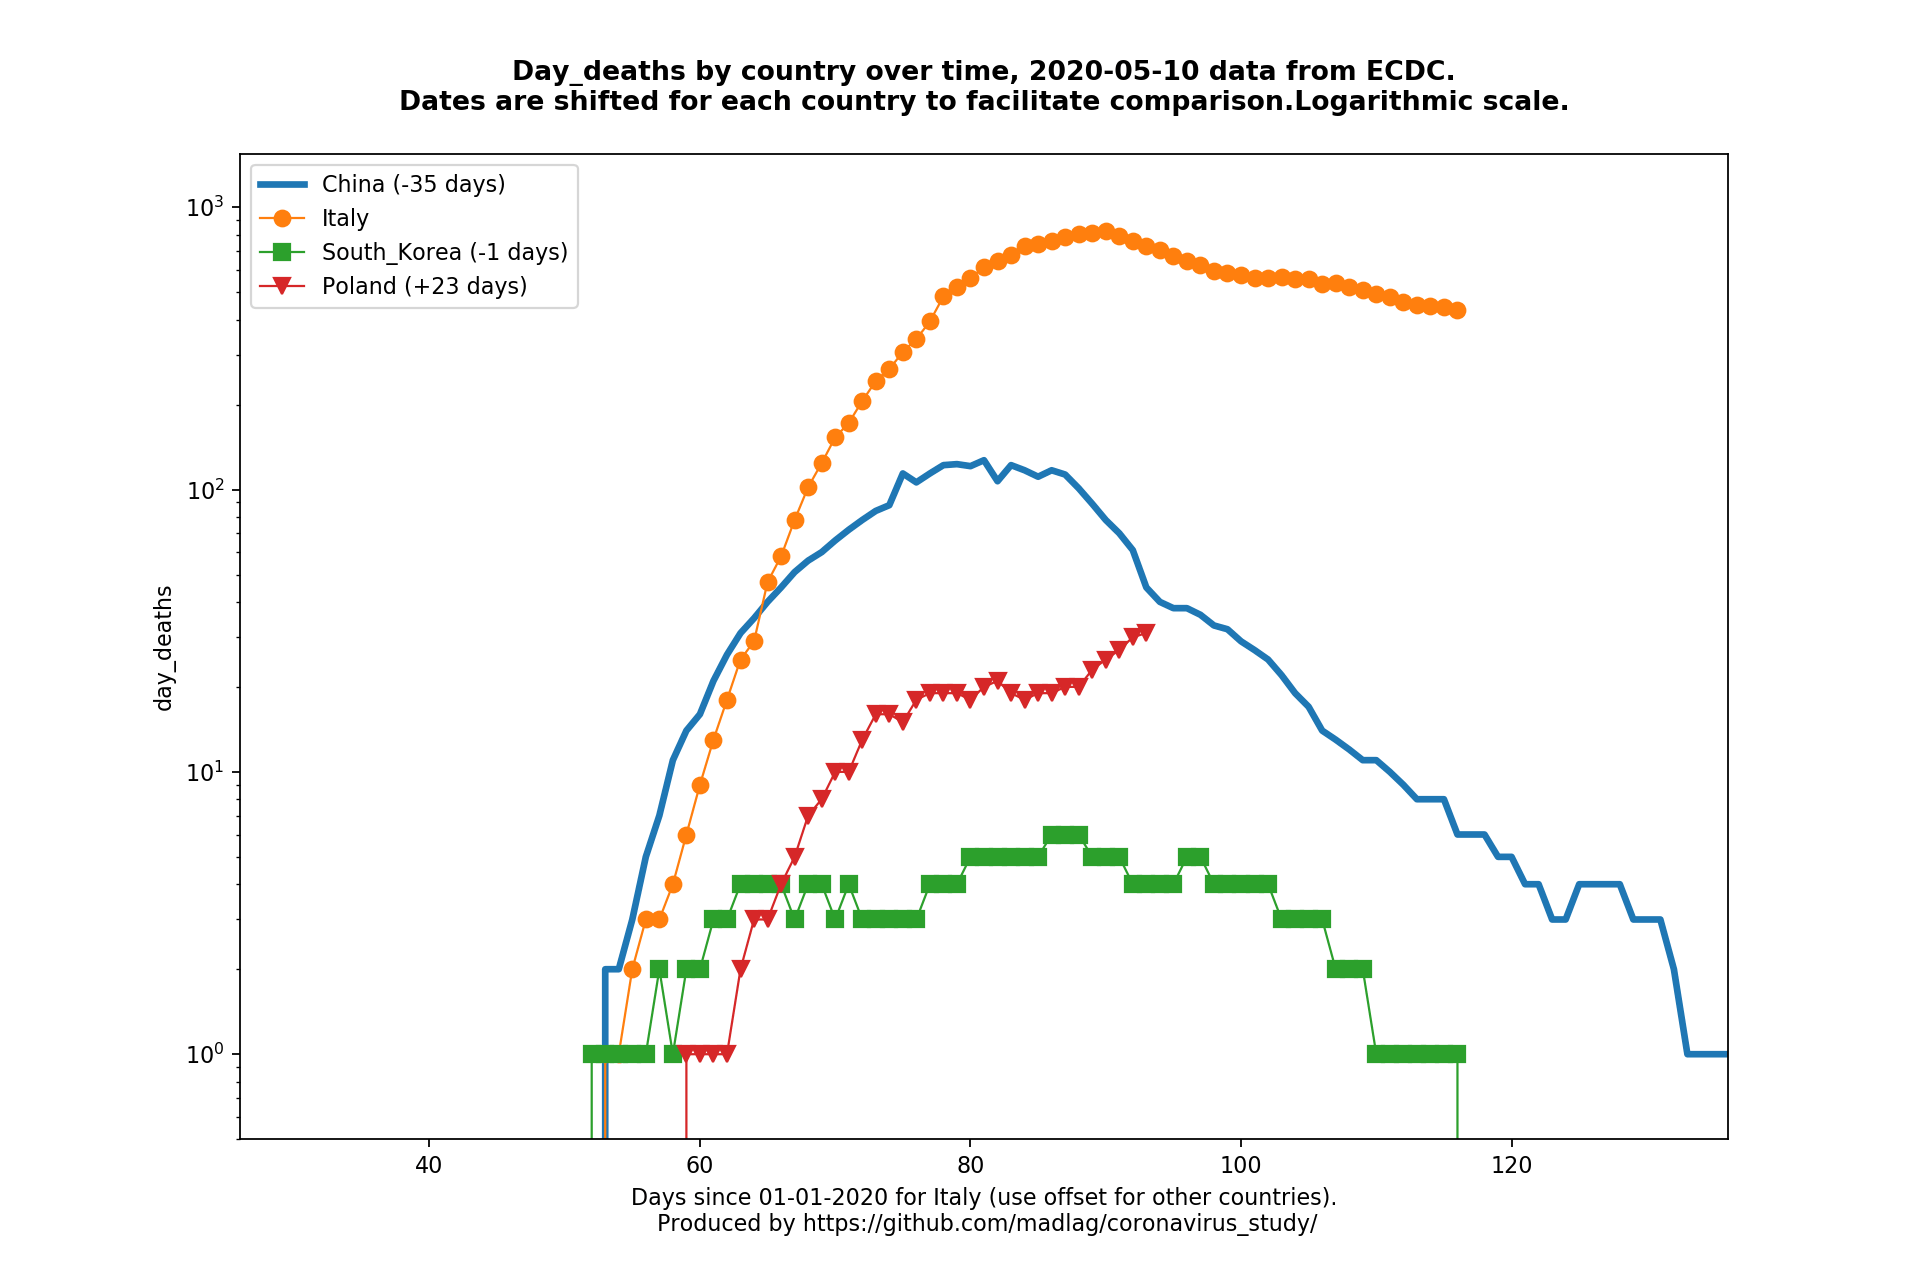 Day_deaths by country over time, 2020-05-10 data from ECDC.
Dates are shifted for each country to facilitate comparison.Logarithmic scale.
China (-35 days)
Italy
South_Korea (-1 days)
Poland (+23 days)
10³
10²
10¹
10⁰
day_deaths
40 60 80 100 120
Days since 01-01-2020 for Italy (use offset for other countries).
Produced by https://github.com/madlag/coronavirus_study/